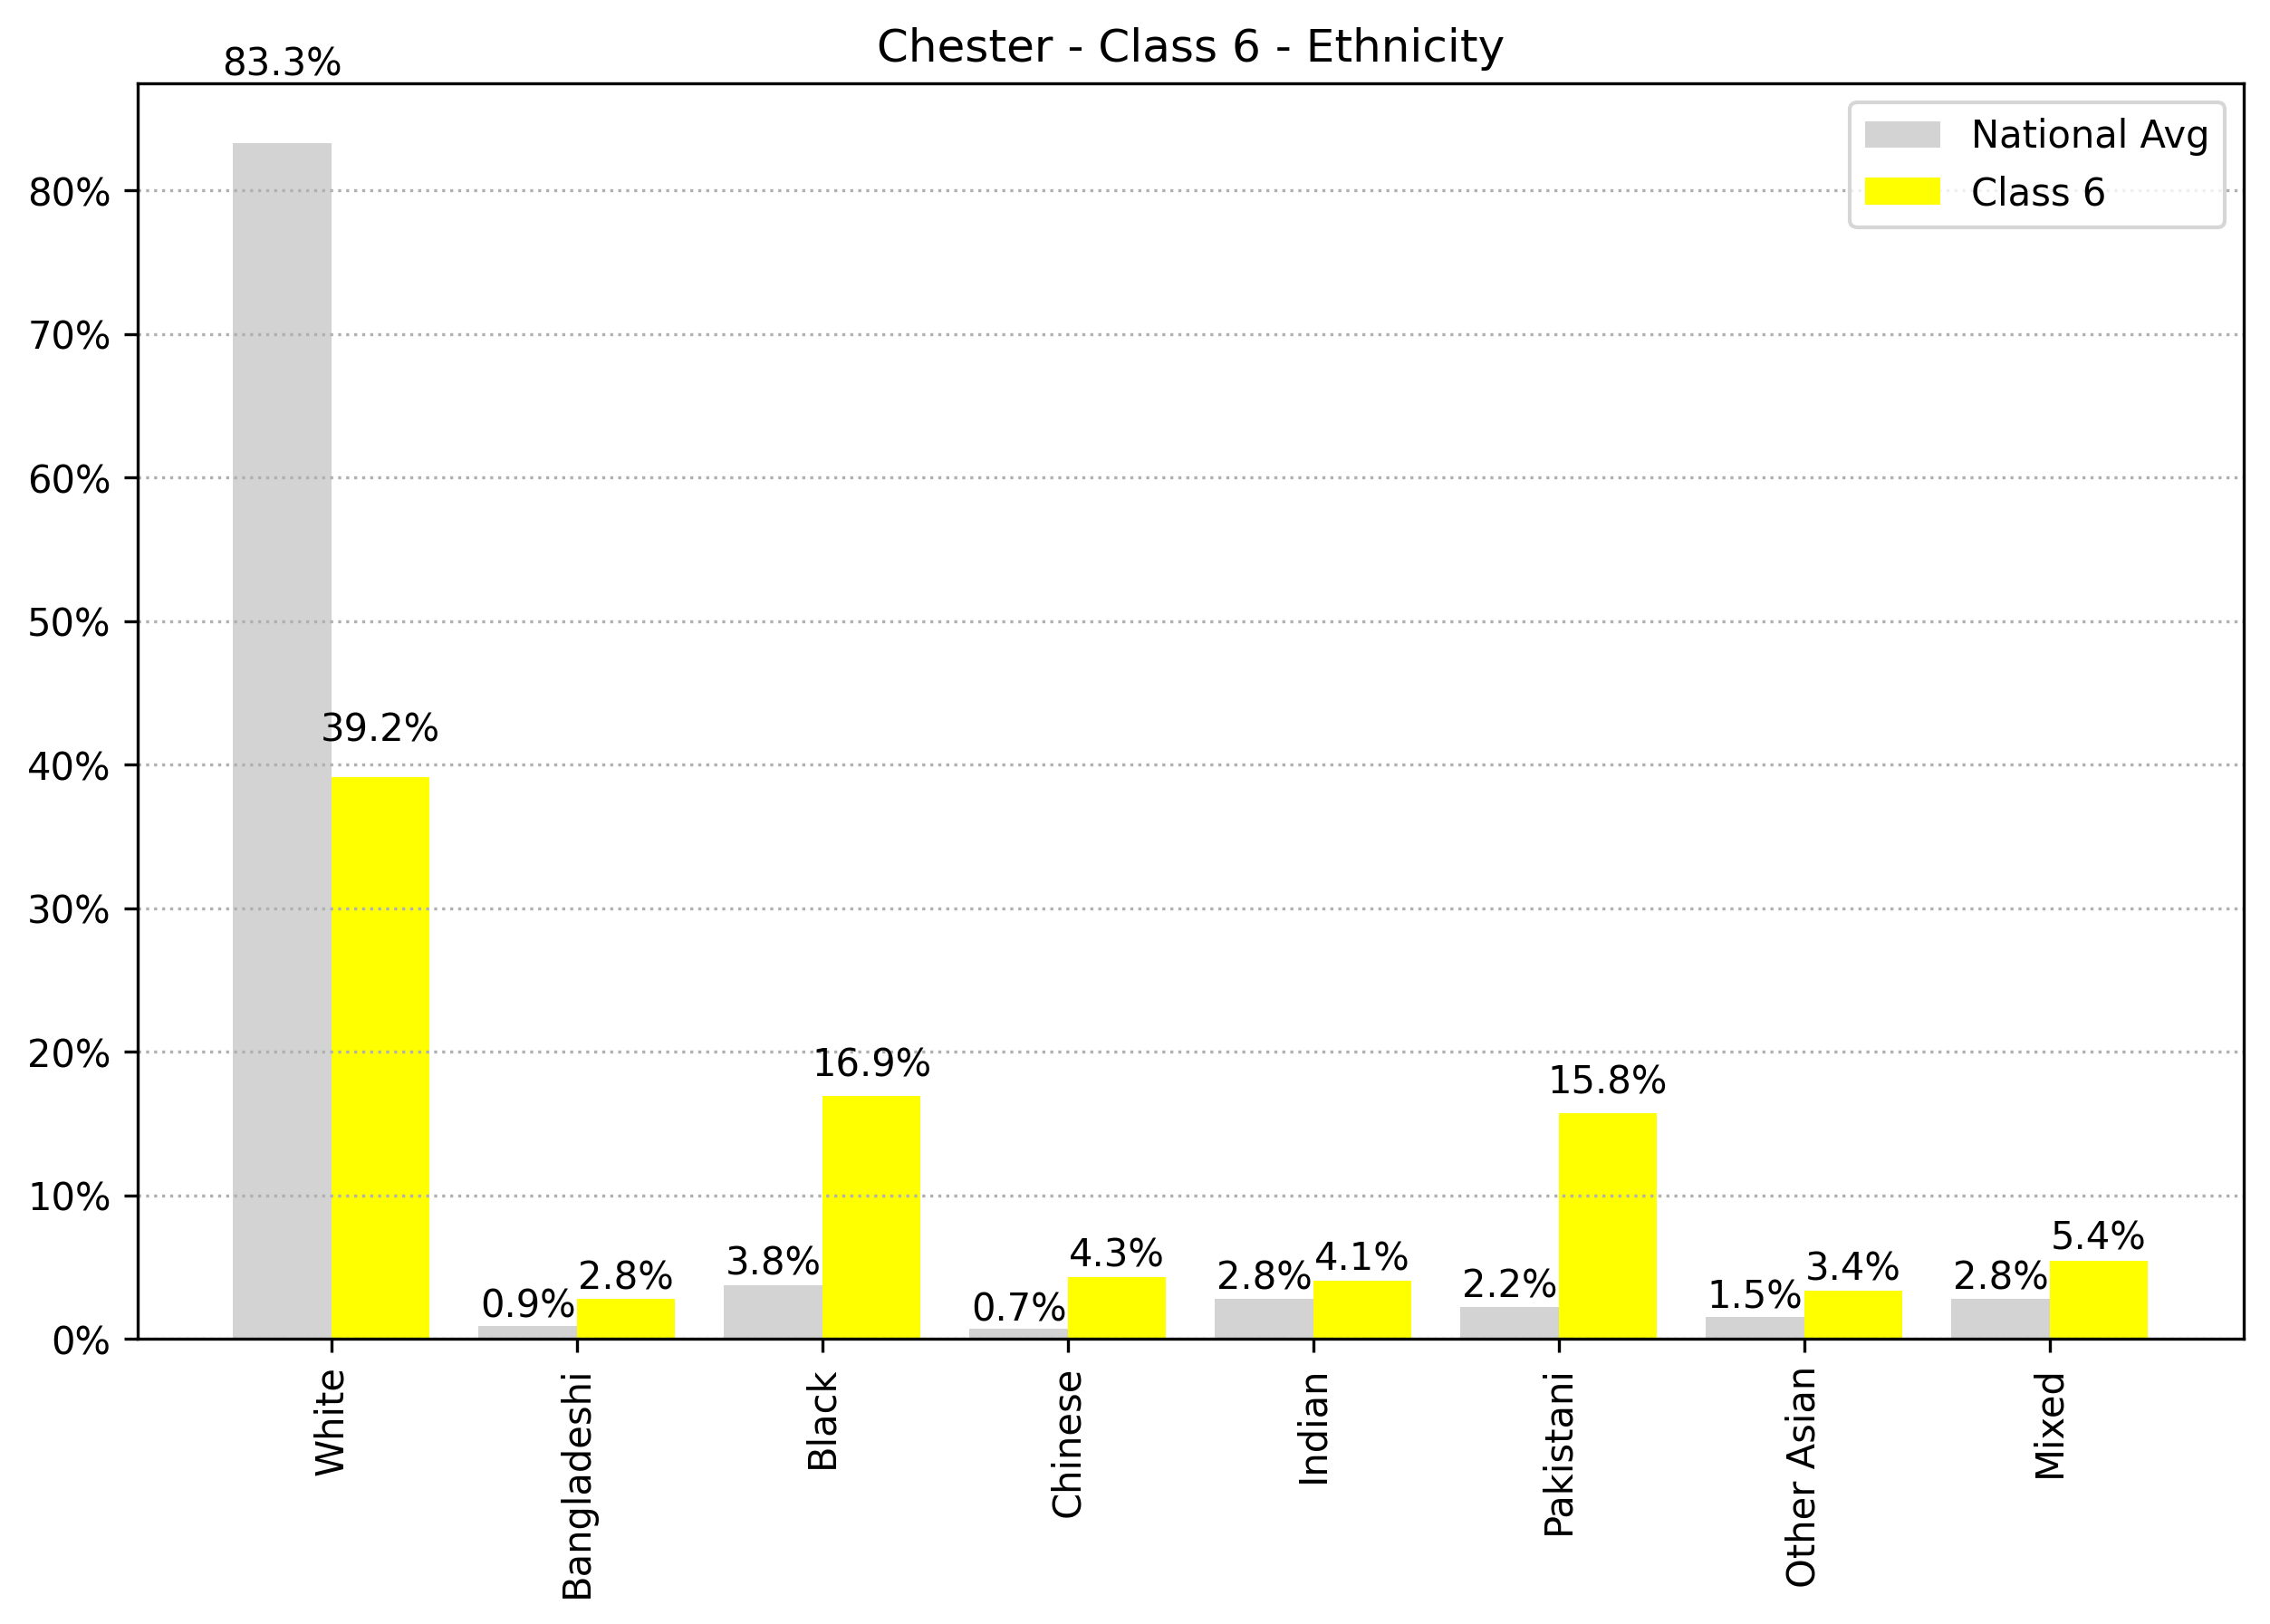 Chester - Class 6 - Ethnicity
National Avg
Class 6
80%
70%
60%
50%
40%
30%
20%
10%
0%
83.3%
39.2%
0.9%
2.8%
3.8%
16.9%
0.7%
4.3%
2.8%
4.1%
2.2%
15.8%
1.5%
3.4%
2.8%
5.4%
White
Bangladeshi
Black
Chinese
Indian
Pakistani
Other Asian
Mixed